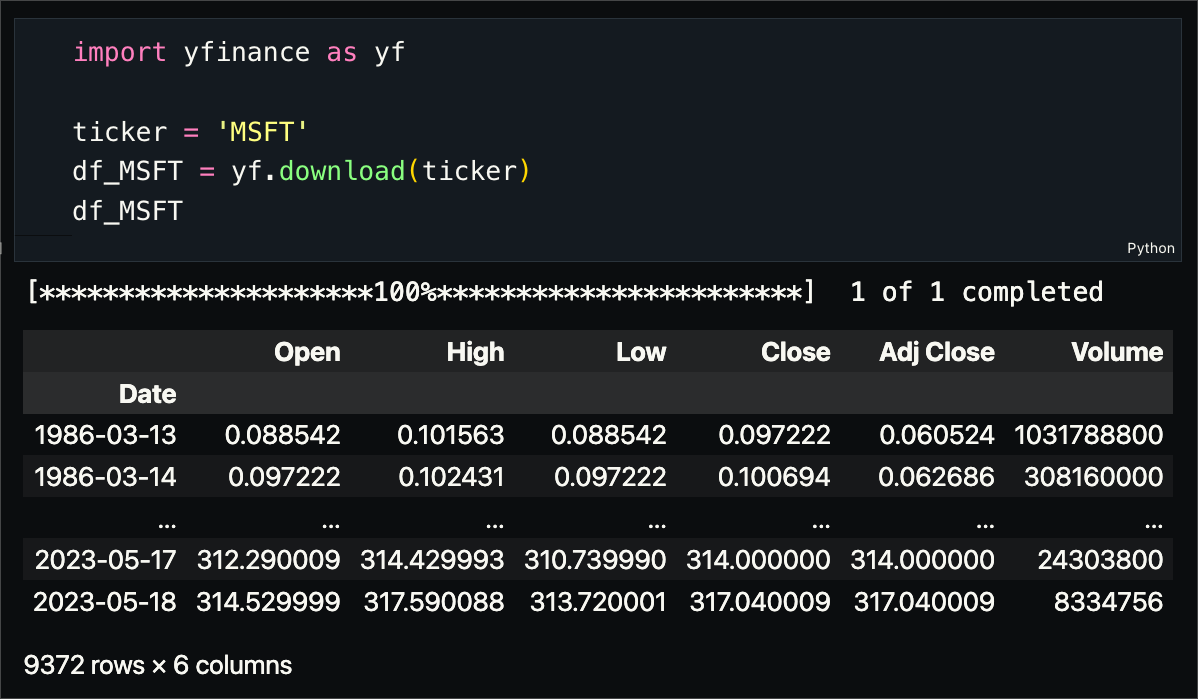 import yfinance as yf
ticker = 'MSFT'
df_MSFT = yf.download(ticker)
df_MSFT
Python
[*********************100%***********************]  1 of 1 completed
Open High Low Close Adj Close Volume
Date
1986-03-13 0.088542 0.101563 0.088542 0.097222 0.060524 1031788800
1986-03-14 0.097222 0.102431 0.097222 0.100694 0.062686 308160000
... ... ... ... ... ... ...
2023-05-17 312.290009 314.429993 310.739990 314.000000 314.000000 24303800
2023-05-18 314.529999 317.590088 313.720001 317.040009 317.040009 8334756
9372 rows × 6 columns